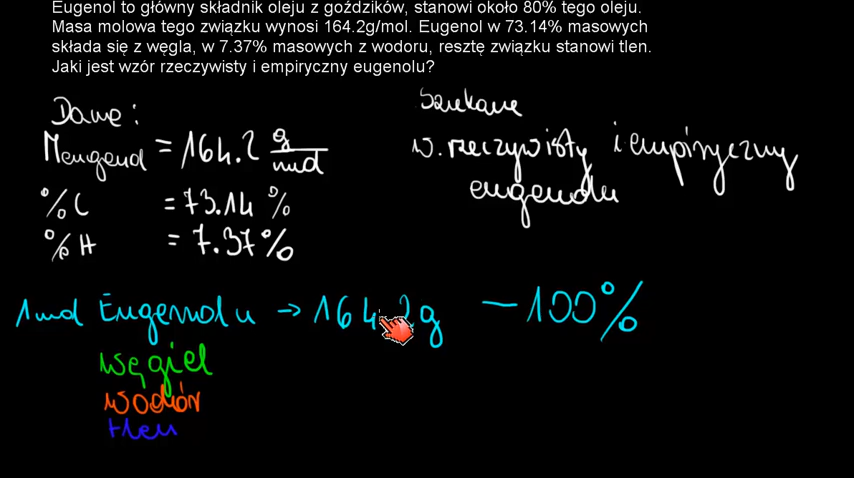 Eugenol to główny składnik oleju z goździków, stanowi około 80% tego oleju.
Masa molowa tego związku wynosi 164.2g/mol. Eugenol w 73.14% masowych
składa się z węgla, w 7.37% masowych z wodoru, resztę związku stanowi tlen.
Jaki jest wzór rzeczywisty i empiryczny eugenolu?
Dane:
Meugenol = 164.2 g/mol
%C = 73.14 %
%H = 7.37%
Szukane
w. rzeczywisty i empiryczny
eugenolu
1mol Eugenolu → 164.2g — 100%
węgiel
wodór
tlen